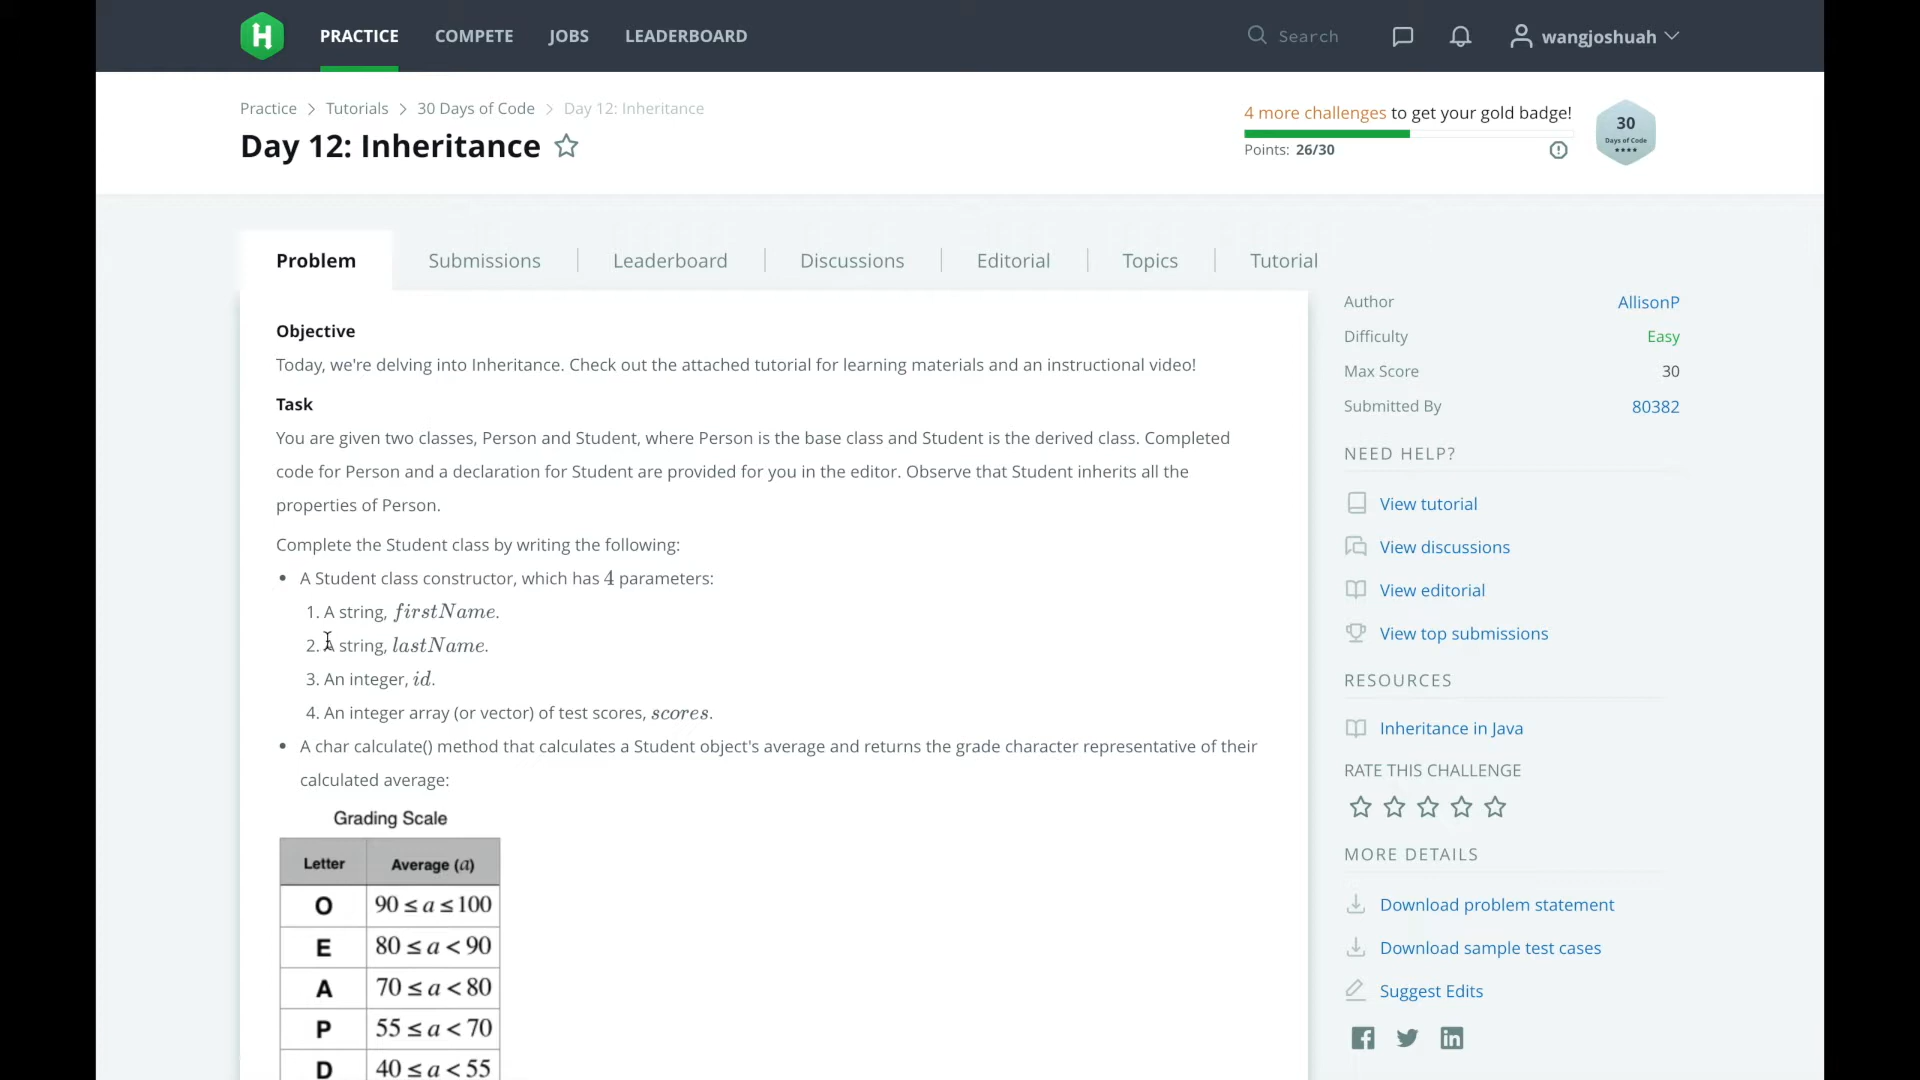 PRACTICE COMPETE JOBS LEADERBOARD Search wangjoshuah
Practice > Tutorials > 30 Days of Code > Day 12: Inheritance
Day 12: Inheritance
4 more challenges to get your gold badge!
Points: 26/30
30
Days of Code
Problem Submissions Leaderboard Discussions Editorial Topics Tutorial
Objective
Today, we're delving into Inheritance. Check out the attached tutorial for learning materials and an instructional video!
Task
You are given two classes, Person and Student, where Person is the base class and Student is the derived class. Completed
code for Person and a declaration for Student are provided for you in the editor. Observe that Student inherits all the
properties of Person.
Complete the Student class by writing the following:
• A Student class constructor, which has 4 parameters:
1. A string, firstName.
2. A string, lastName.
3. An integer, id.
4. An integer array (or vector) of test scores, scores.
• A char calculate() method that calculates a Student object's average and returns the grade character representative of their
calculated average:
Grading Scale
Letter Average (a)
O 90 ≤ a ≤ 100
E 80 ≤ a < 90
A 70 ≤ a < 80
P 55 ≤ a < 70
D 40 ≤ a < 55
Author AllisonP
Difficulty Easy
Max Score 30
Submitted By 80382
NEED HELP?
View tutorial
View discussions
View editorial
View top submissions
RESOURCES
Inheritance in Java
RATE THIS CHALLENGE
MORE DETAILS
Download problem statement
Download sample test cases
Suggest Edits